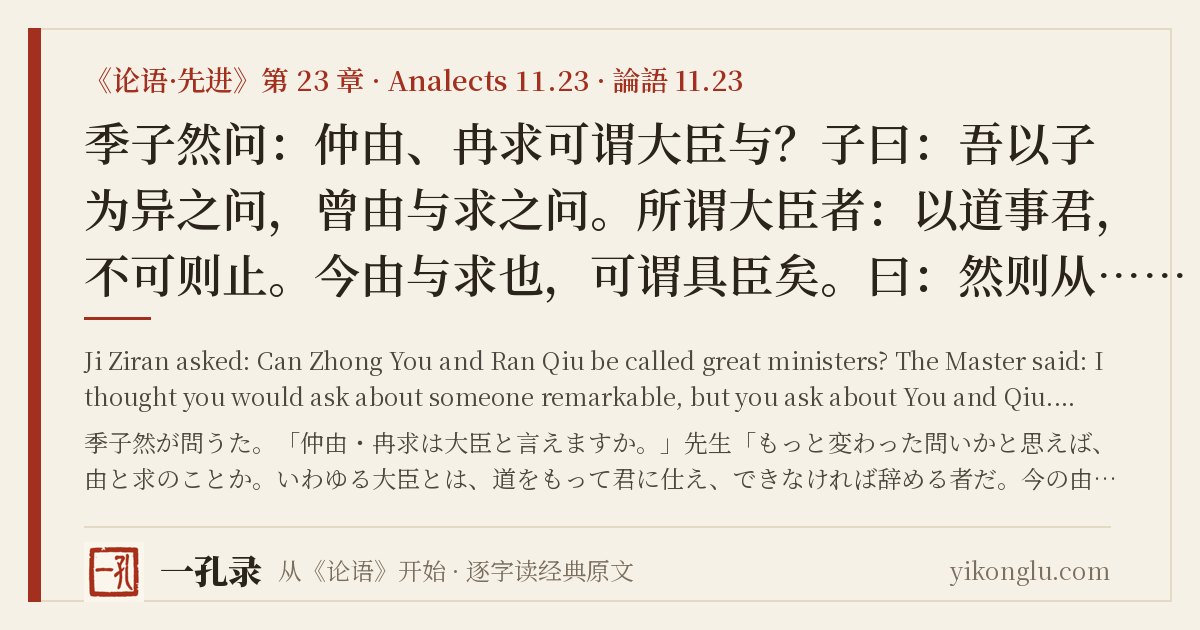 《论语·先进》第 23 章 · Analects 11.23 · 論語 11.23
季子然问：仲由、冉求可谓大臣与？子曰：吾以子
为异之问，曾由与求之问。所谓大臣者：以道事君，
不可则止。今由与求也，可谓具臣矣。曰：然则从……
Ji Ziran asked: Can Zhong You and Ran Qiu be called great ministers? The Master said: I
thought you would ask about someone remarkable, but you ask about You and Qiu....
季子然が問うた。「仲由・冉求は大臣と言えますか。」先生「もっと変わった問いかと思えば、
由と求のことか。いわゆる大臣とは、道をもって君に仕え、できなければ辞める者だ。今の由…
一孔
一孔录 从《论语》开始 · 逐字读经典原文 yikonglu.com